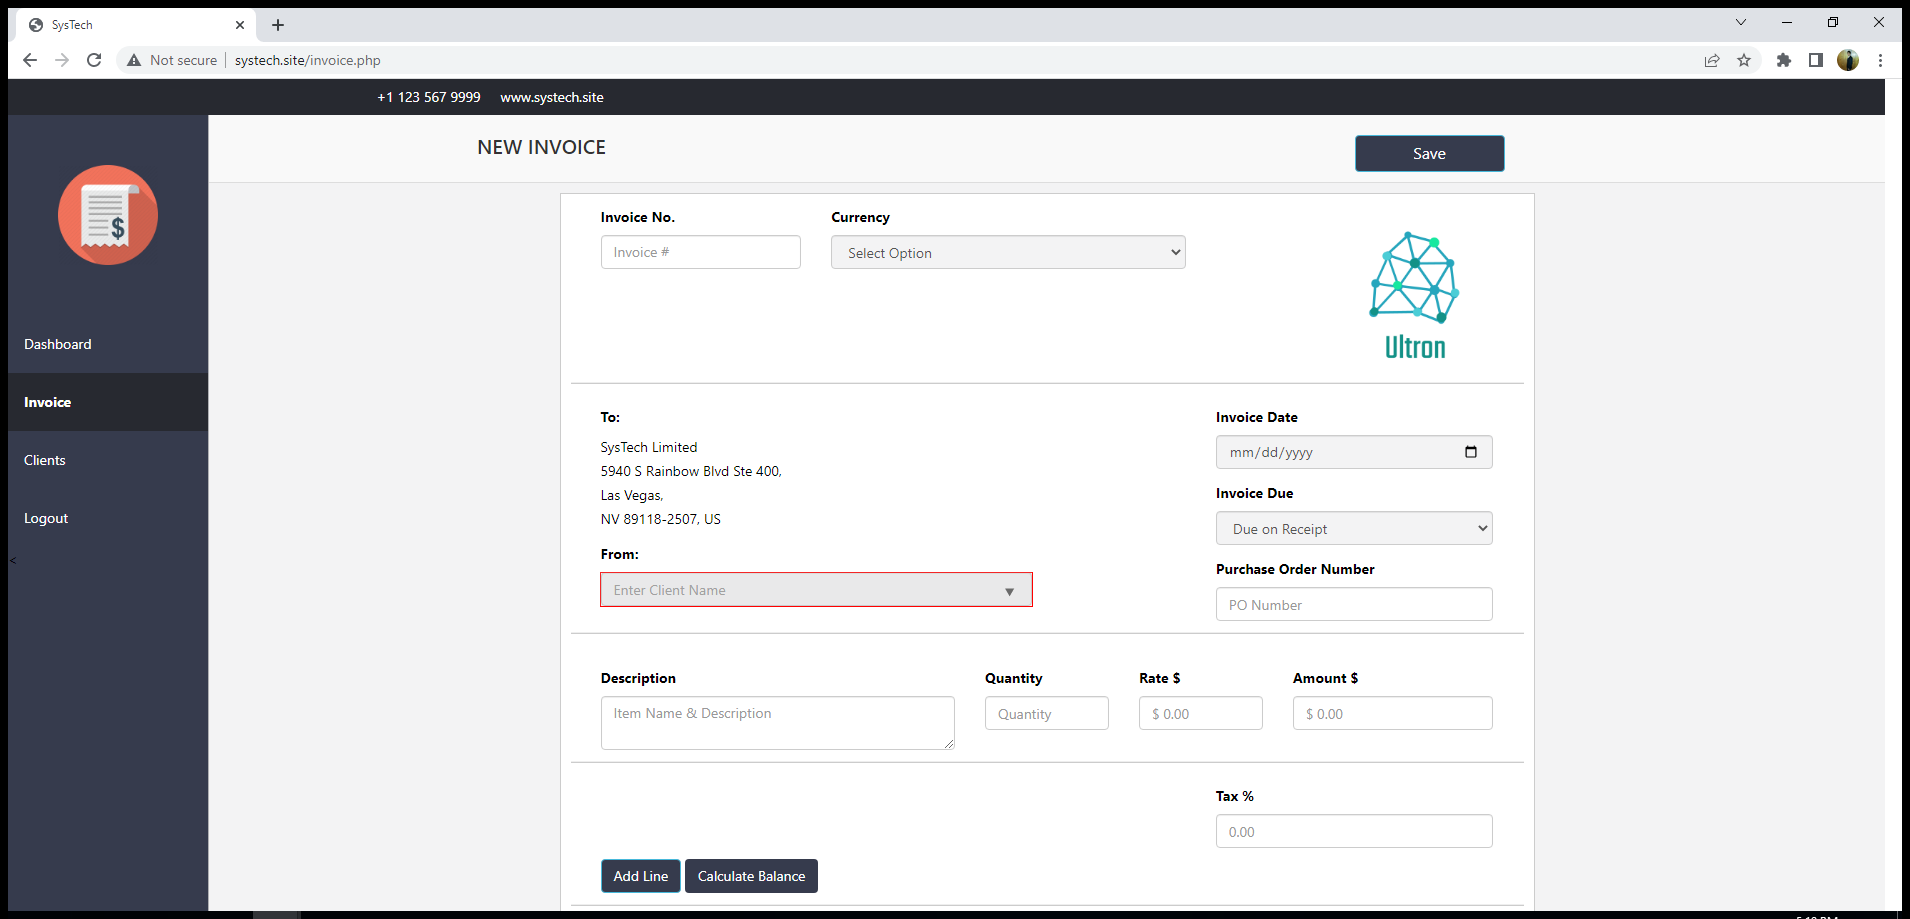 SysTech
Not secure systech.site/invoice.php
+1 123 567 9999 www.systech.site
NEW INVOICE
Save
$
Dashboard
Invoice
Clients
Logout
<
Invoice No.
Invoice #
Currency
Select Option
Ultron
To:
SysTech Limited
5940 S Rainbow Blvd Ste 400,
Las Vegas,
NV 89118-2507, US
From:
Enter Client Name
Invoice Date
mm/dd/yyyy
Invoice Due
Due on Receipt
Purchase Order Number
PO Number
Description Quantity Rate $ Amount $
Item Name & Description Quantity $ 0.00 $ 0.00
Tax %
0.00
Add Line Calculate Balance